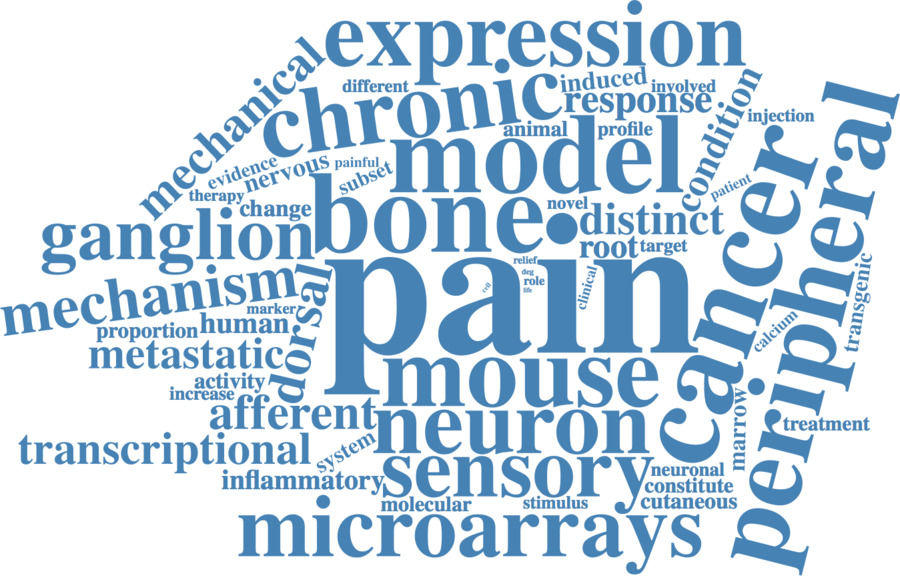 expression
mechanical
different
induced
involved
chronic
response
condition
injection
animal
profile
model
peripheral
evidence
nervous
painful
subset
therapy
patient
cancer
change
bone
novel
distinct
ganglion
root
target
pain
relief
deg
role
life
cell
clinical
mechanism
dorsal
marker
transgenic
proportion
human
calcium
metastatic
mouse
activity
increase
afferent
neuron
marrow
treatment
transcriptional
system
sensory
neuronal
inflammatory
constitute
molecular
stimulus
cutaneous
microarrays